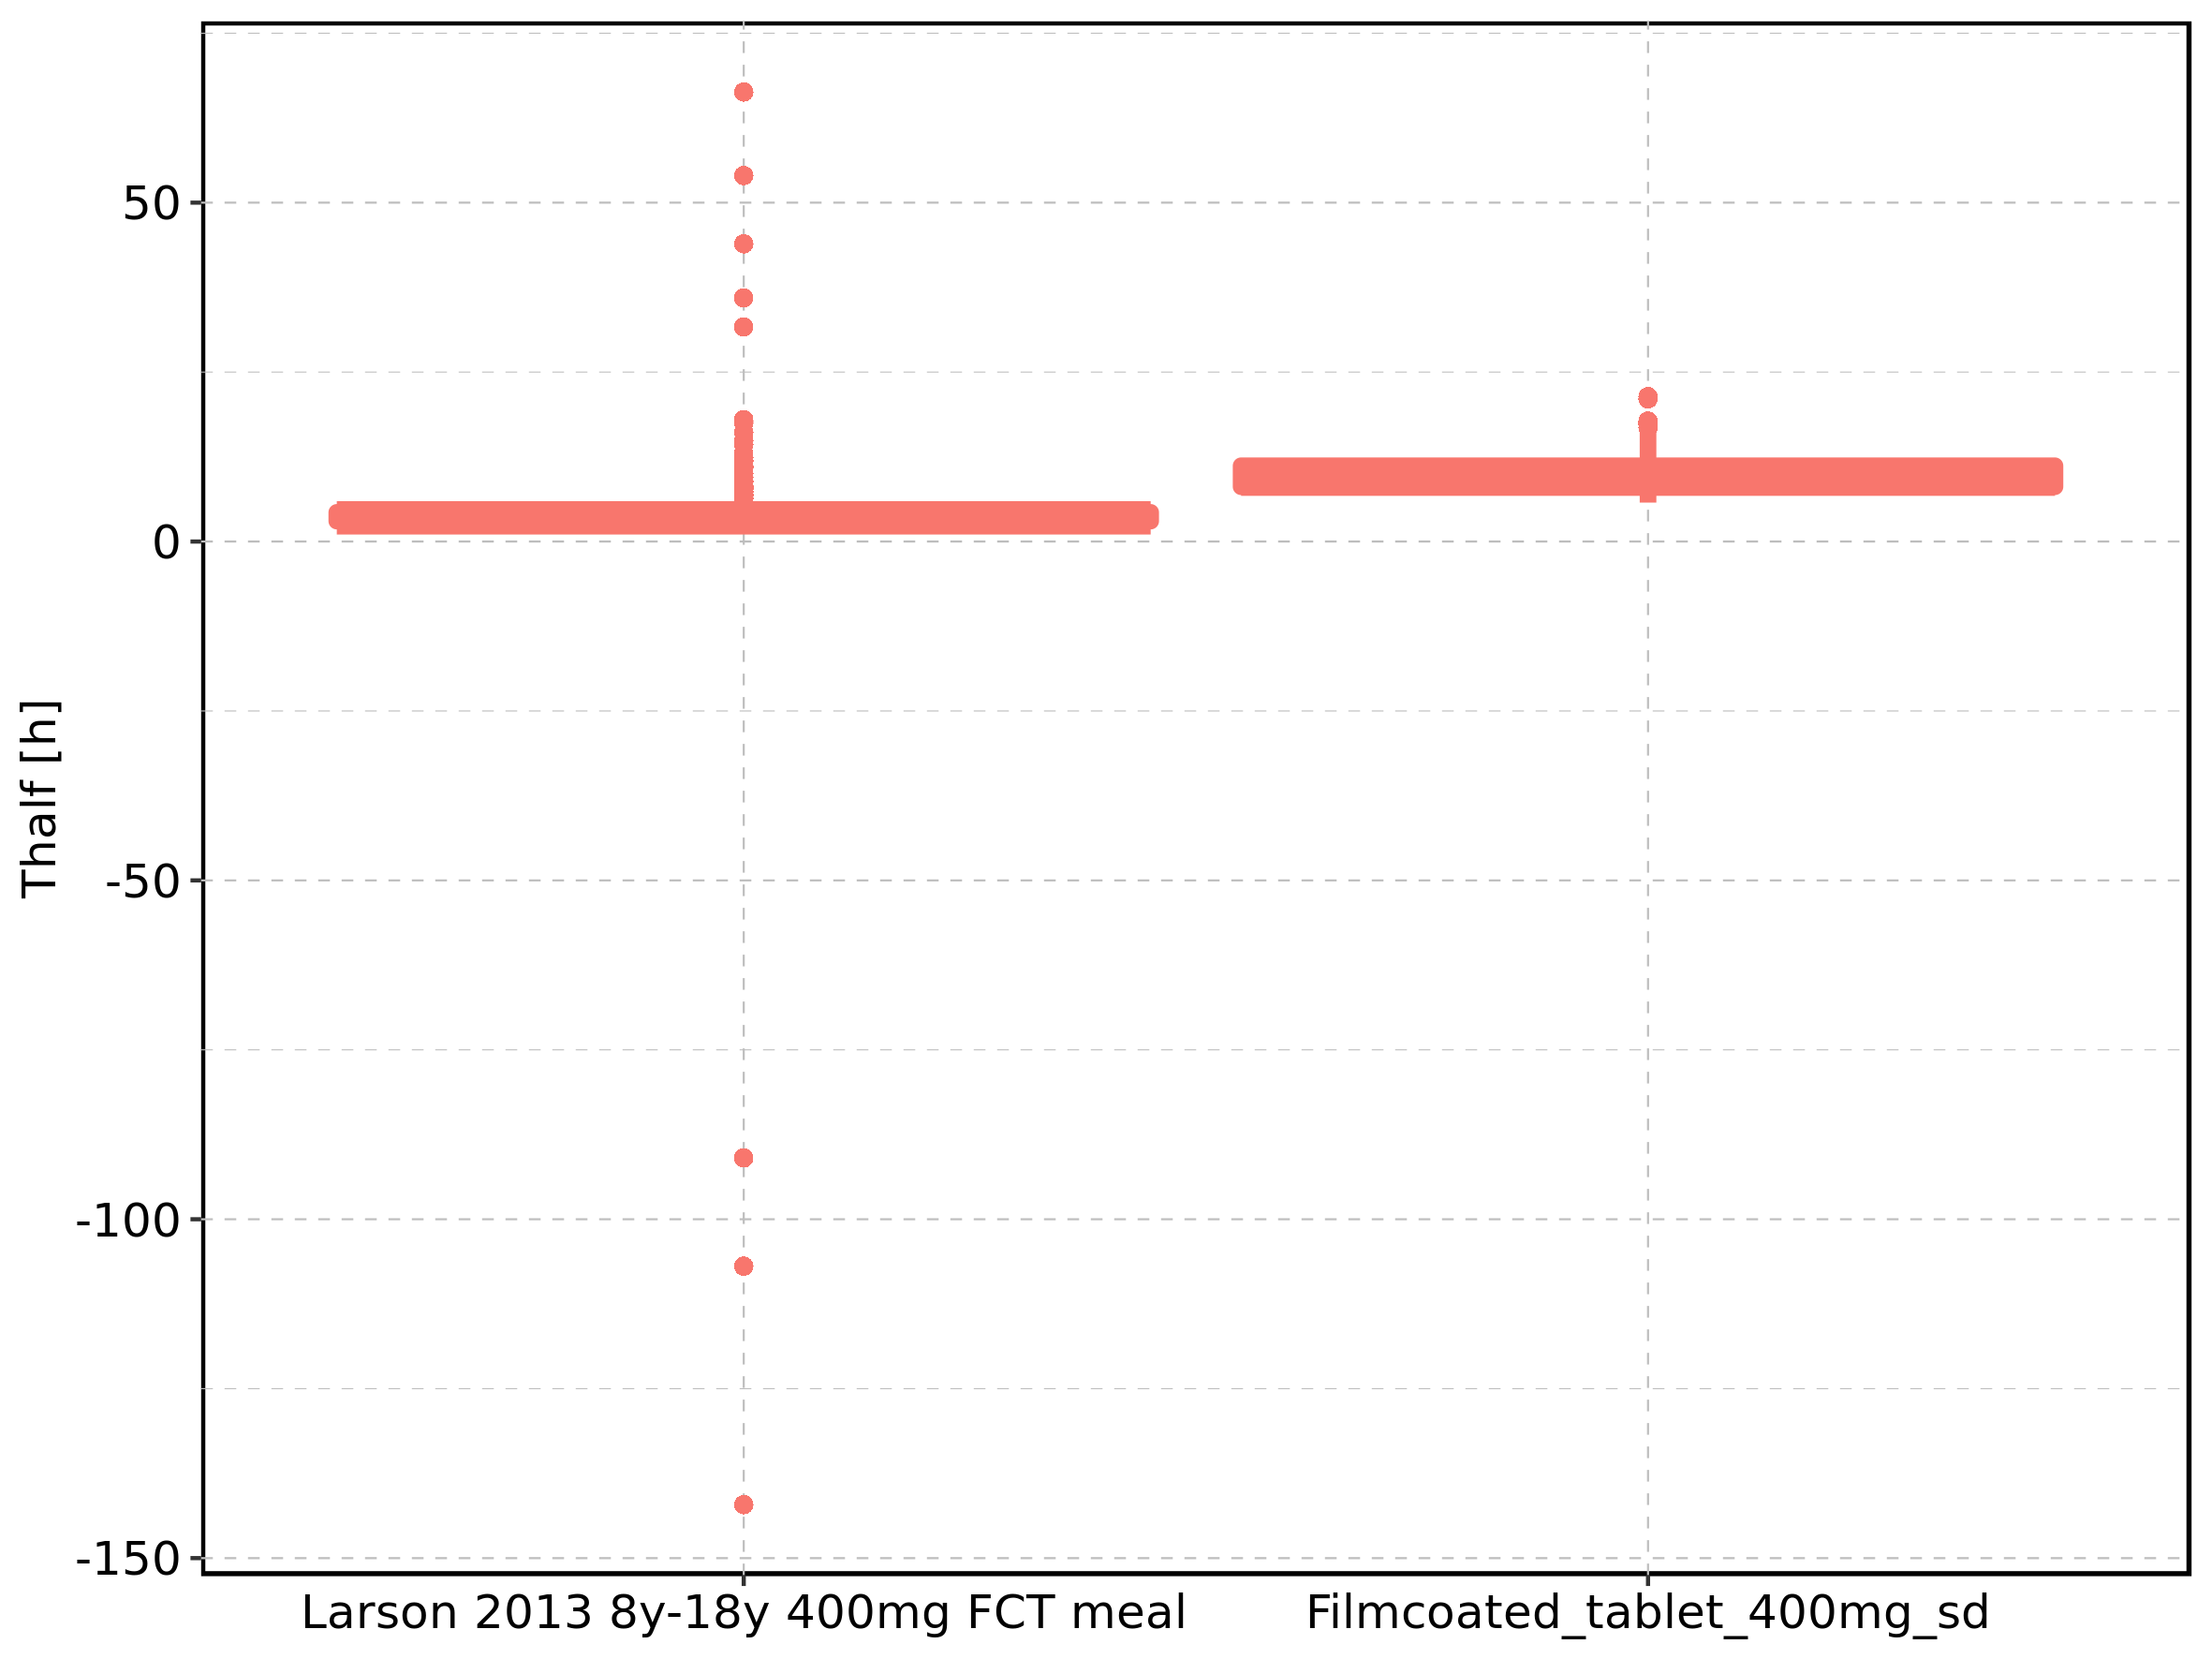 Thalf [h]
50
0
-50
-100
-150
Larson 2013 8y-18y 400mg FCT meal
Filmcoated_tablet_400mg_sd